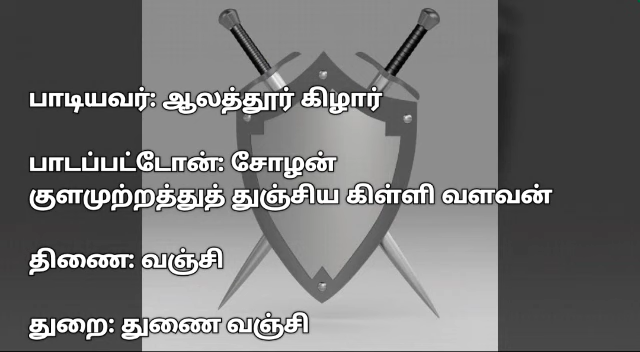 பாடியவர்: ஆலத்தூர் கிழார்
பாடப்பட்டோன்: சோழன்
குளமுற்றத்துத் துஞ்சிய கிள்ளி வளவன்
திணை: வஞ்சி
துறை: துணை வஞ்சி